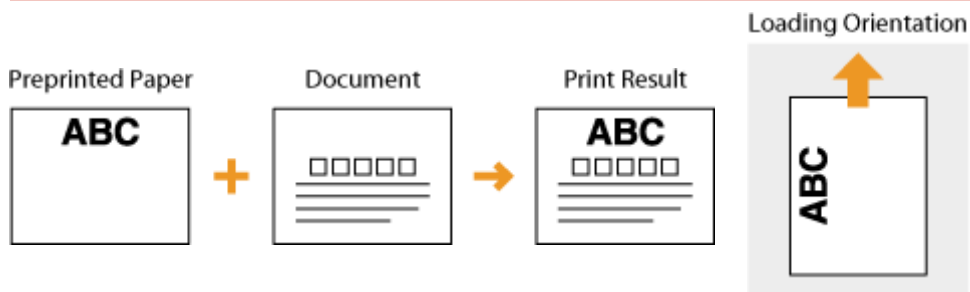 Loading Orientation
Preprinted Paper
Document
Print Result
ABC
ABC
ABC